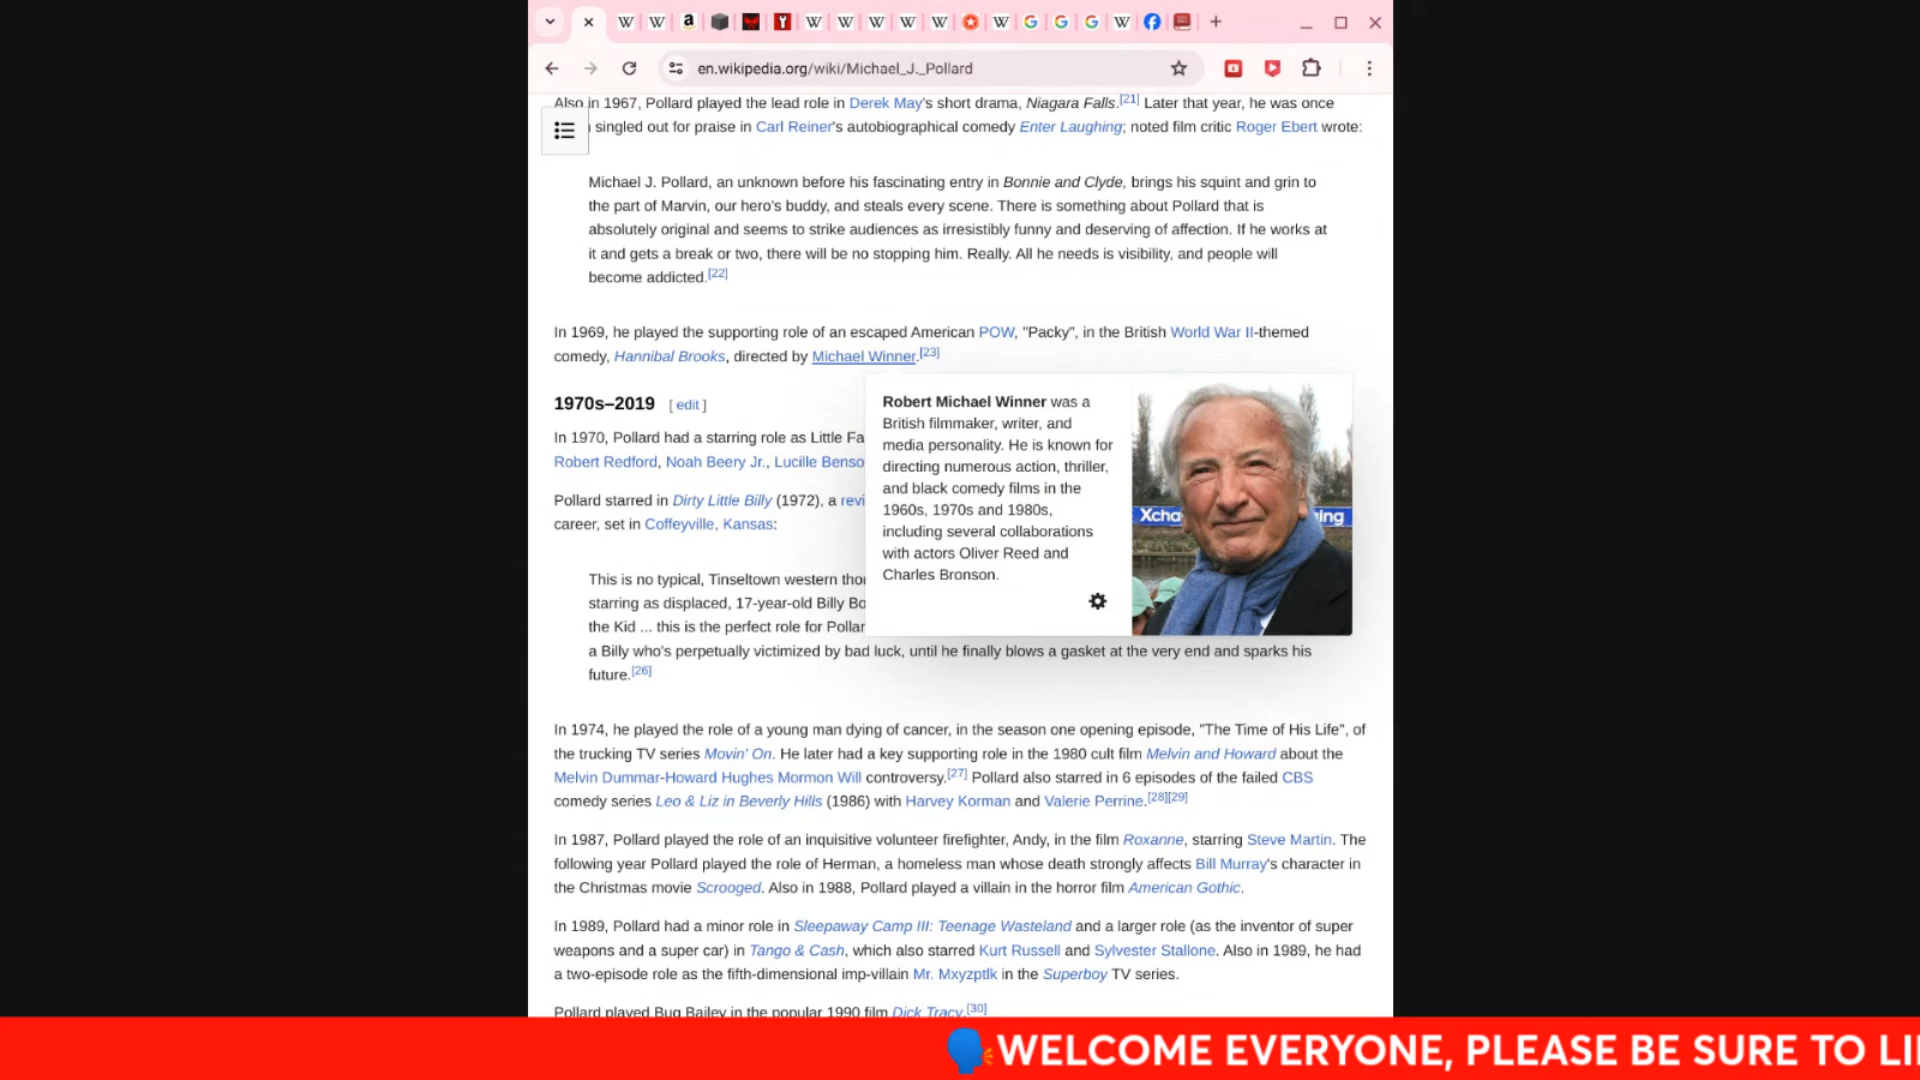 en.wikipedia.org/wiki/Michael_J._Pollard
Also in 1967, Pollard played the lead role in Derek May's short drama, Niagara Falls.[21] Later that year, he was once
singled out for praise in Carl Reiner's autobiographical comedy Enter Laughing; noted film critic Roger Ebert wrote:
Michael J. Pollard, an unknown before his fascinating entry in Bonnie and Clyde, brings his squint and grin to
the part of Marvin, our hero's buddy, and steals every scene. There is something about Pollard that is
absolutely original and seems to strike audiences as irresistibly funny and deserving of affection. If he works at
it and gets a break or two, there will be no stopping him. Really. All he needs is visibility, and people will
become addicted.[22]
In 1969, he played the supporting role of an escaped American POW, "Packy", in the British World War II-themed
comedy, Hannibal Brooks, directed by Michael Winner.[23]
1970s–2019 [ edit ]
In 1970, Pollard had a starring role as Little Fa
Robert Redford, Noah Beery Jr., Lucille Benso
Pollard starred in Dirty Little Billy (1972), a revi
career, set in Coffeyville, Kansas:
This is no typical, Tinseltown western thou
starring as displaced, 17-year-old Billy Bo
the Kid ... this is the perfect role for Pollar
a Billy who's perpetually victimized by bad luck, until he finally blows a gasket at the very end and sparks his
future.[26]
Robert Michael Winner was a
British filmmaker, writer, and
media personality. He is known for
directing numerous action, thriller,
and black comedy films in the
1960s, 1970s and 1980s,
including several collaborations
with actors Oliver Reed and
Charles Bronson.
Xcha ing
In 1974, he played the role of a young man dying of cancer, in the season one opening episode, "The Time of His Life", of
the trucking TV series Movin' On. He later had a key supporting role in the 1980 cult film Melvin and Howard about the
Melvin Dummar-Howard Hughes Mormon Will controversy.[27] Pollard also starred in 6 episodes of the failed CBS
comedy series Leo & Liz in Beverly Hills (1986) with Harvey Korman and Valerie Perrine.[28][29]
In 1987, Pollard played the role of an inquisitive volunteer firefighter, Andy, in the film Roxanne, starring Steve Martin. The
following year Pollard played the role of Herman, a homeless man whose death strongly affects Bill Murray's character in
the Christmas movie Scrooged. Also in 1988, Pollard played a villain in the horror film American Gothic.
In 1989, Pollard had a minor role in Sleepaway Camp III: Teenage Wasteland and a larger role (as the inventor of super
weapons and a super car) in Tango & Cash, which also starred Kurt Russell and Sylvester Stallone. Also in 1989, he had
a two-episode role as the fifth-dimensional imp-villain Mr. Mxyzptlk in the Superboy TV series.
Pollard played Bug Bailey in the popular 1990 film Dick Tracy.[30]
WELCOME EVERYONE, PLEASE BE SURE TO LI